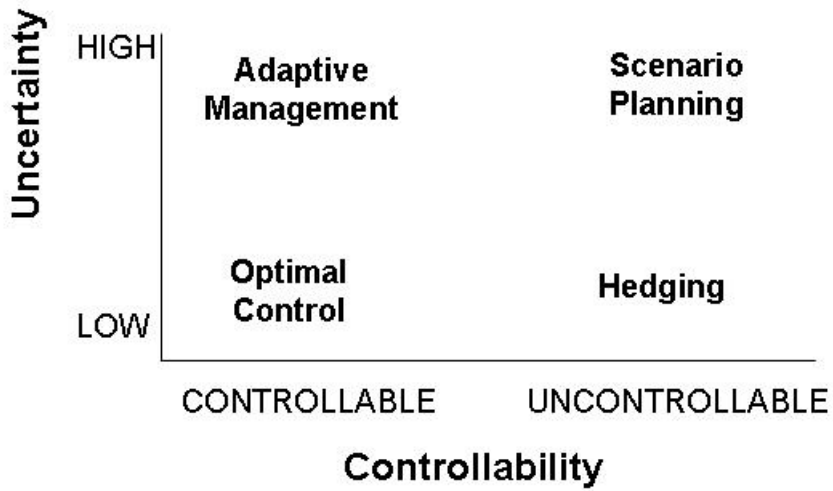 Uncertainty
HIGH
Adaptive
Management
Scenario
Planning
Optimal
Control
Hedging
LOW
CONTROLLABLE
UNCONTROLLABLE
Controllability